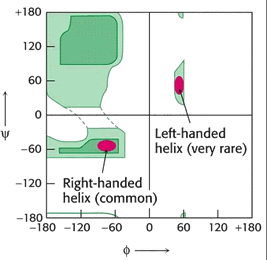 +180
120
60
ψ
0
Left-handed
helix (very rare)
−60
−120
Right-handed
helix (common)
−180
−180 −120 −60 0 +60 +120 +180
ϕ